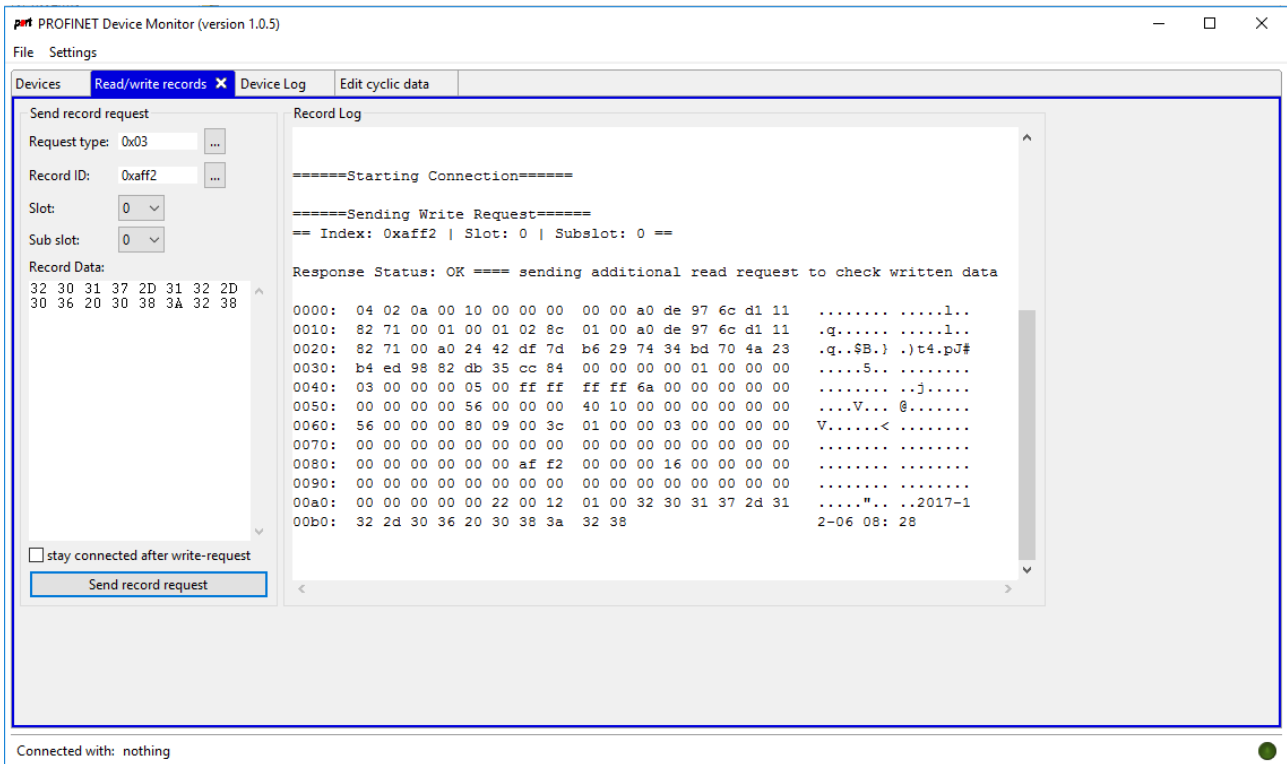 port PROFINET Device Monitor (version 1.0.5)
File Settings
Devices Read/write records Device Log Edit cyclic data
Send record request
Request type: 0x03 ...
Record ID: 0xaff2 ...
Slot: 0
Sub slot: 0
Record Data:
32 30 31 37 2D 31 32 2D
30 36 20 30 38 3A 32 38
stay connected after write-request
Send record request
Record Log
======Starting Connection======
======Sending Write Request======
== Index: 0xaff2 | Slot: 0 | Subslot: 0 ==
Response Status: OK ==== sending additional read request to check written data
0000: 04 02 0a 00 10 00 00 00 00 00 a0 de 97 6c d1 11 ........ .....l..
0010: 82 71 00 01 00 01 02 8c 01 00 a0 de 97 6c d1 11 .q...... .....l..
0020: 82 71 00 a0 24 42 df 7d b6 29 74 34 bd 70 4a 23 .q..$B.} .)t4.pJ#
0030: b4 ed 98 82 db 35 cc 84 00 00 00 00 01 00 00 00 .....5.. ........
0040: 03 00 00 00 05 00 ff ff ff ff 6a 00 00 00 00 00 ........ ..j.....
0050: 00 00 00 00 56 00 00 00 40 10 00 00 00 00 00 00 ....V... @.......
0060: 56 00 00 00 80 09 00 3c 01 00 00 03 00 00 00 00 V......< ........
0070: 00 00 00 00 00 00 00 00 00 00 00 00 00 00 00 00 ........ ........
0080: 00 00 00 00 00 00 af f2 00 00 00 16 00 00 00 00 ........ ........
0090: 00 00 00 00 00 00 00 00 00 00 00 00 00 00 00 00 ........ ........
00a0: 00 00 00 00 00 22 00 12 01 00 32 30 31 37 2d 31 .....".. ..2017-1
00b0: 32 2d 30 36 20 30 38 3a 32 38 2-06 08: 28
Connected with: nothing